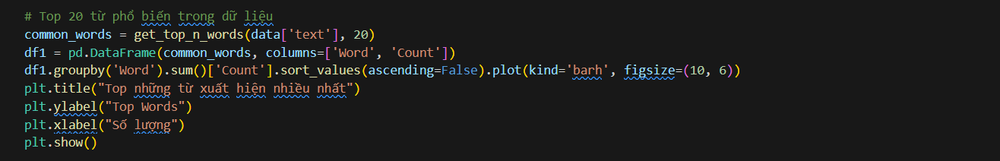 # Top 20 từ phổ biến trong dữ liệu
common_words = get_top_n_words(data['text'], 20)
df1 = pd.DataFrame(common_words, columns=['Word', 'Count'])
df1.groupby('Word').sum()['Count'].sort_values(ascending=False).plot(kind='barh', figsize=(10, 6))
plt.title("Top những từ xuất hiện nhiều nhất")
plt.ylabel("Top Words")
plt.xlabel("Số lượng")
plt.show()